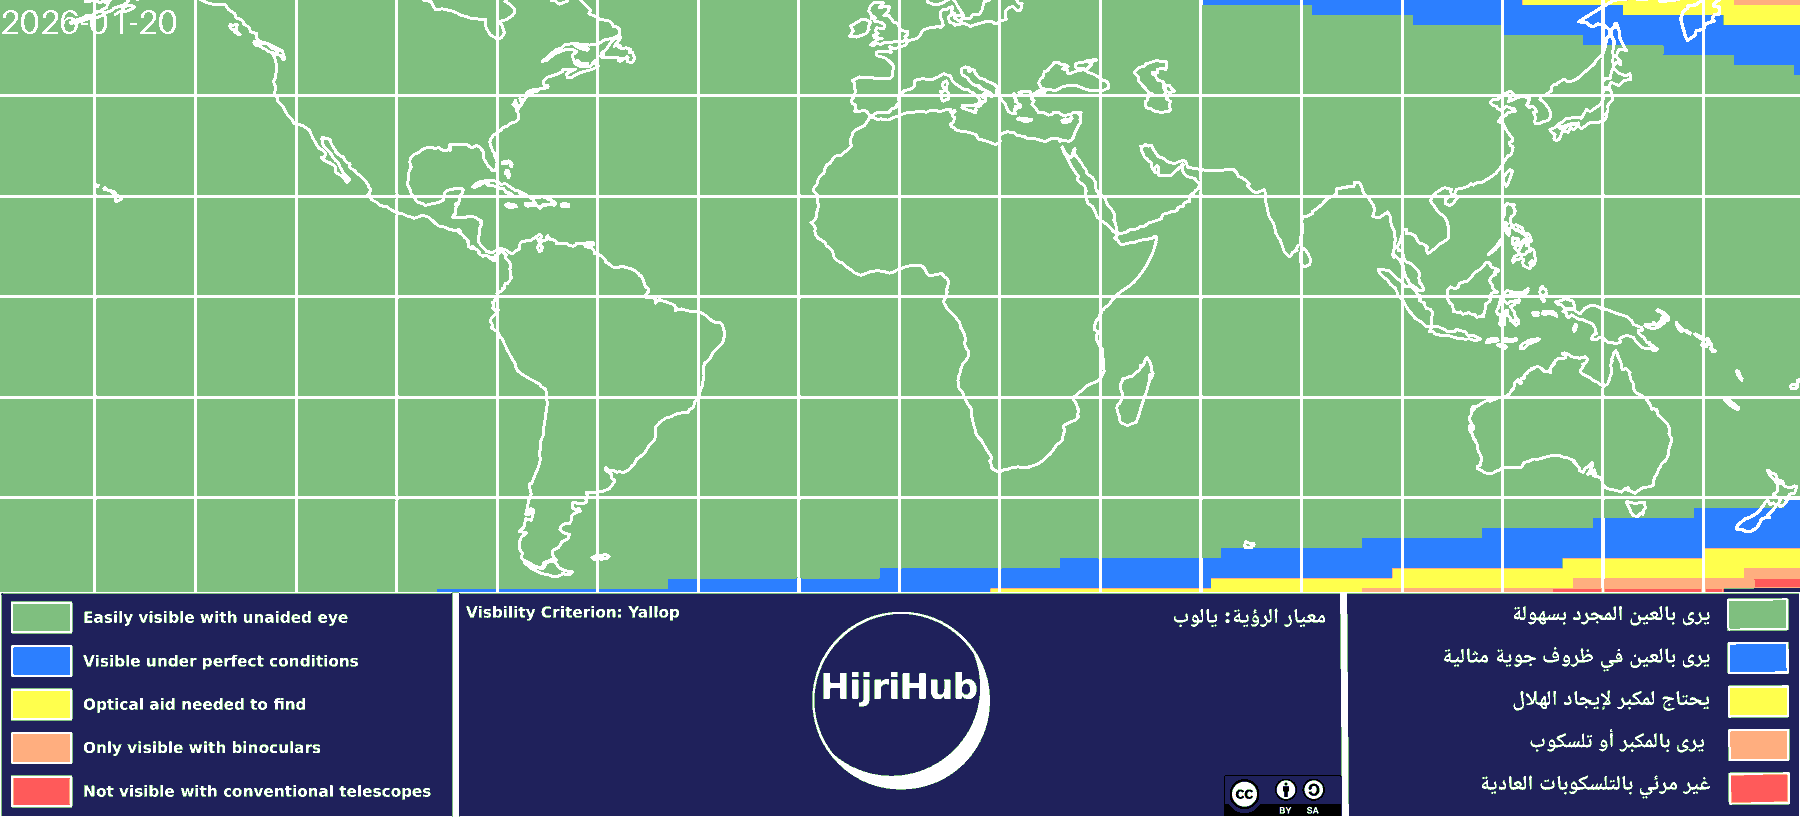 2026-01-20
Easily visible with unaided eye
Visible under perfect conditions
Optical aid needed to find
Only visible with binoculars
Not visible with conventional telescopes
Visbility Criterion: Yallop
HijriHub
معيار الرؤية: يالوب
cc
BY SA
يرى بالعين المجرد بسهولة
يرى بالعين في ظروف جوية مثالية
يحتاج لمكبر لإيجاد الهلال
يرى بالمكبر أو تلسكوب
غير مرئي بالتلسكوبات العادية